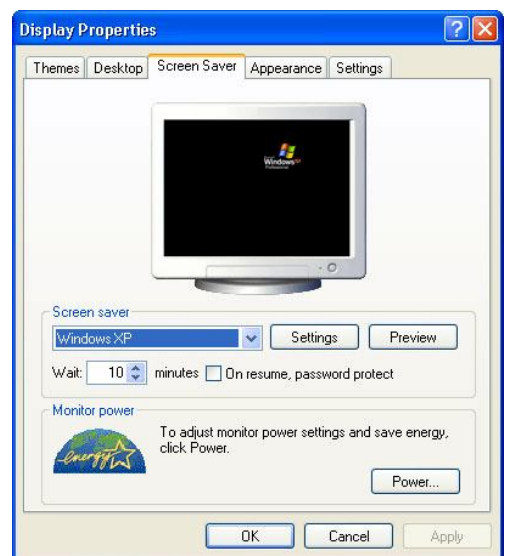 Display Properties
Themes Desktop Screen Saver Appearance Settings
Windows xp
Professional
Screen saver
Windows XP Settings Preview
Wait: 10 minutes On resume, password protect
Monitor power
energy To adjust monitor power settings and save energy,
click Power.
Power...
OK Cancel Apply